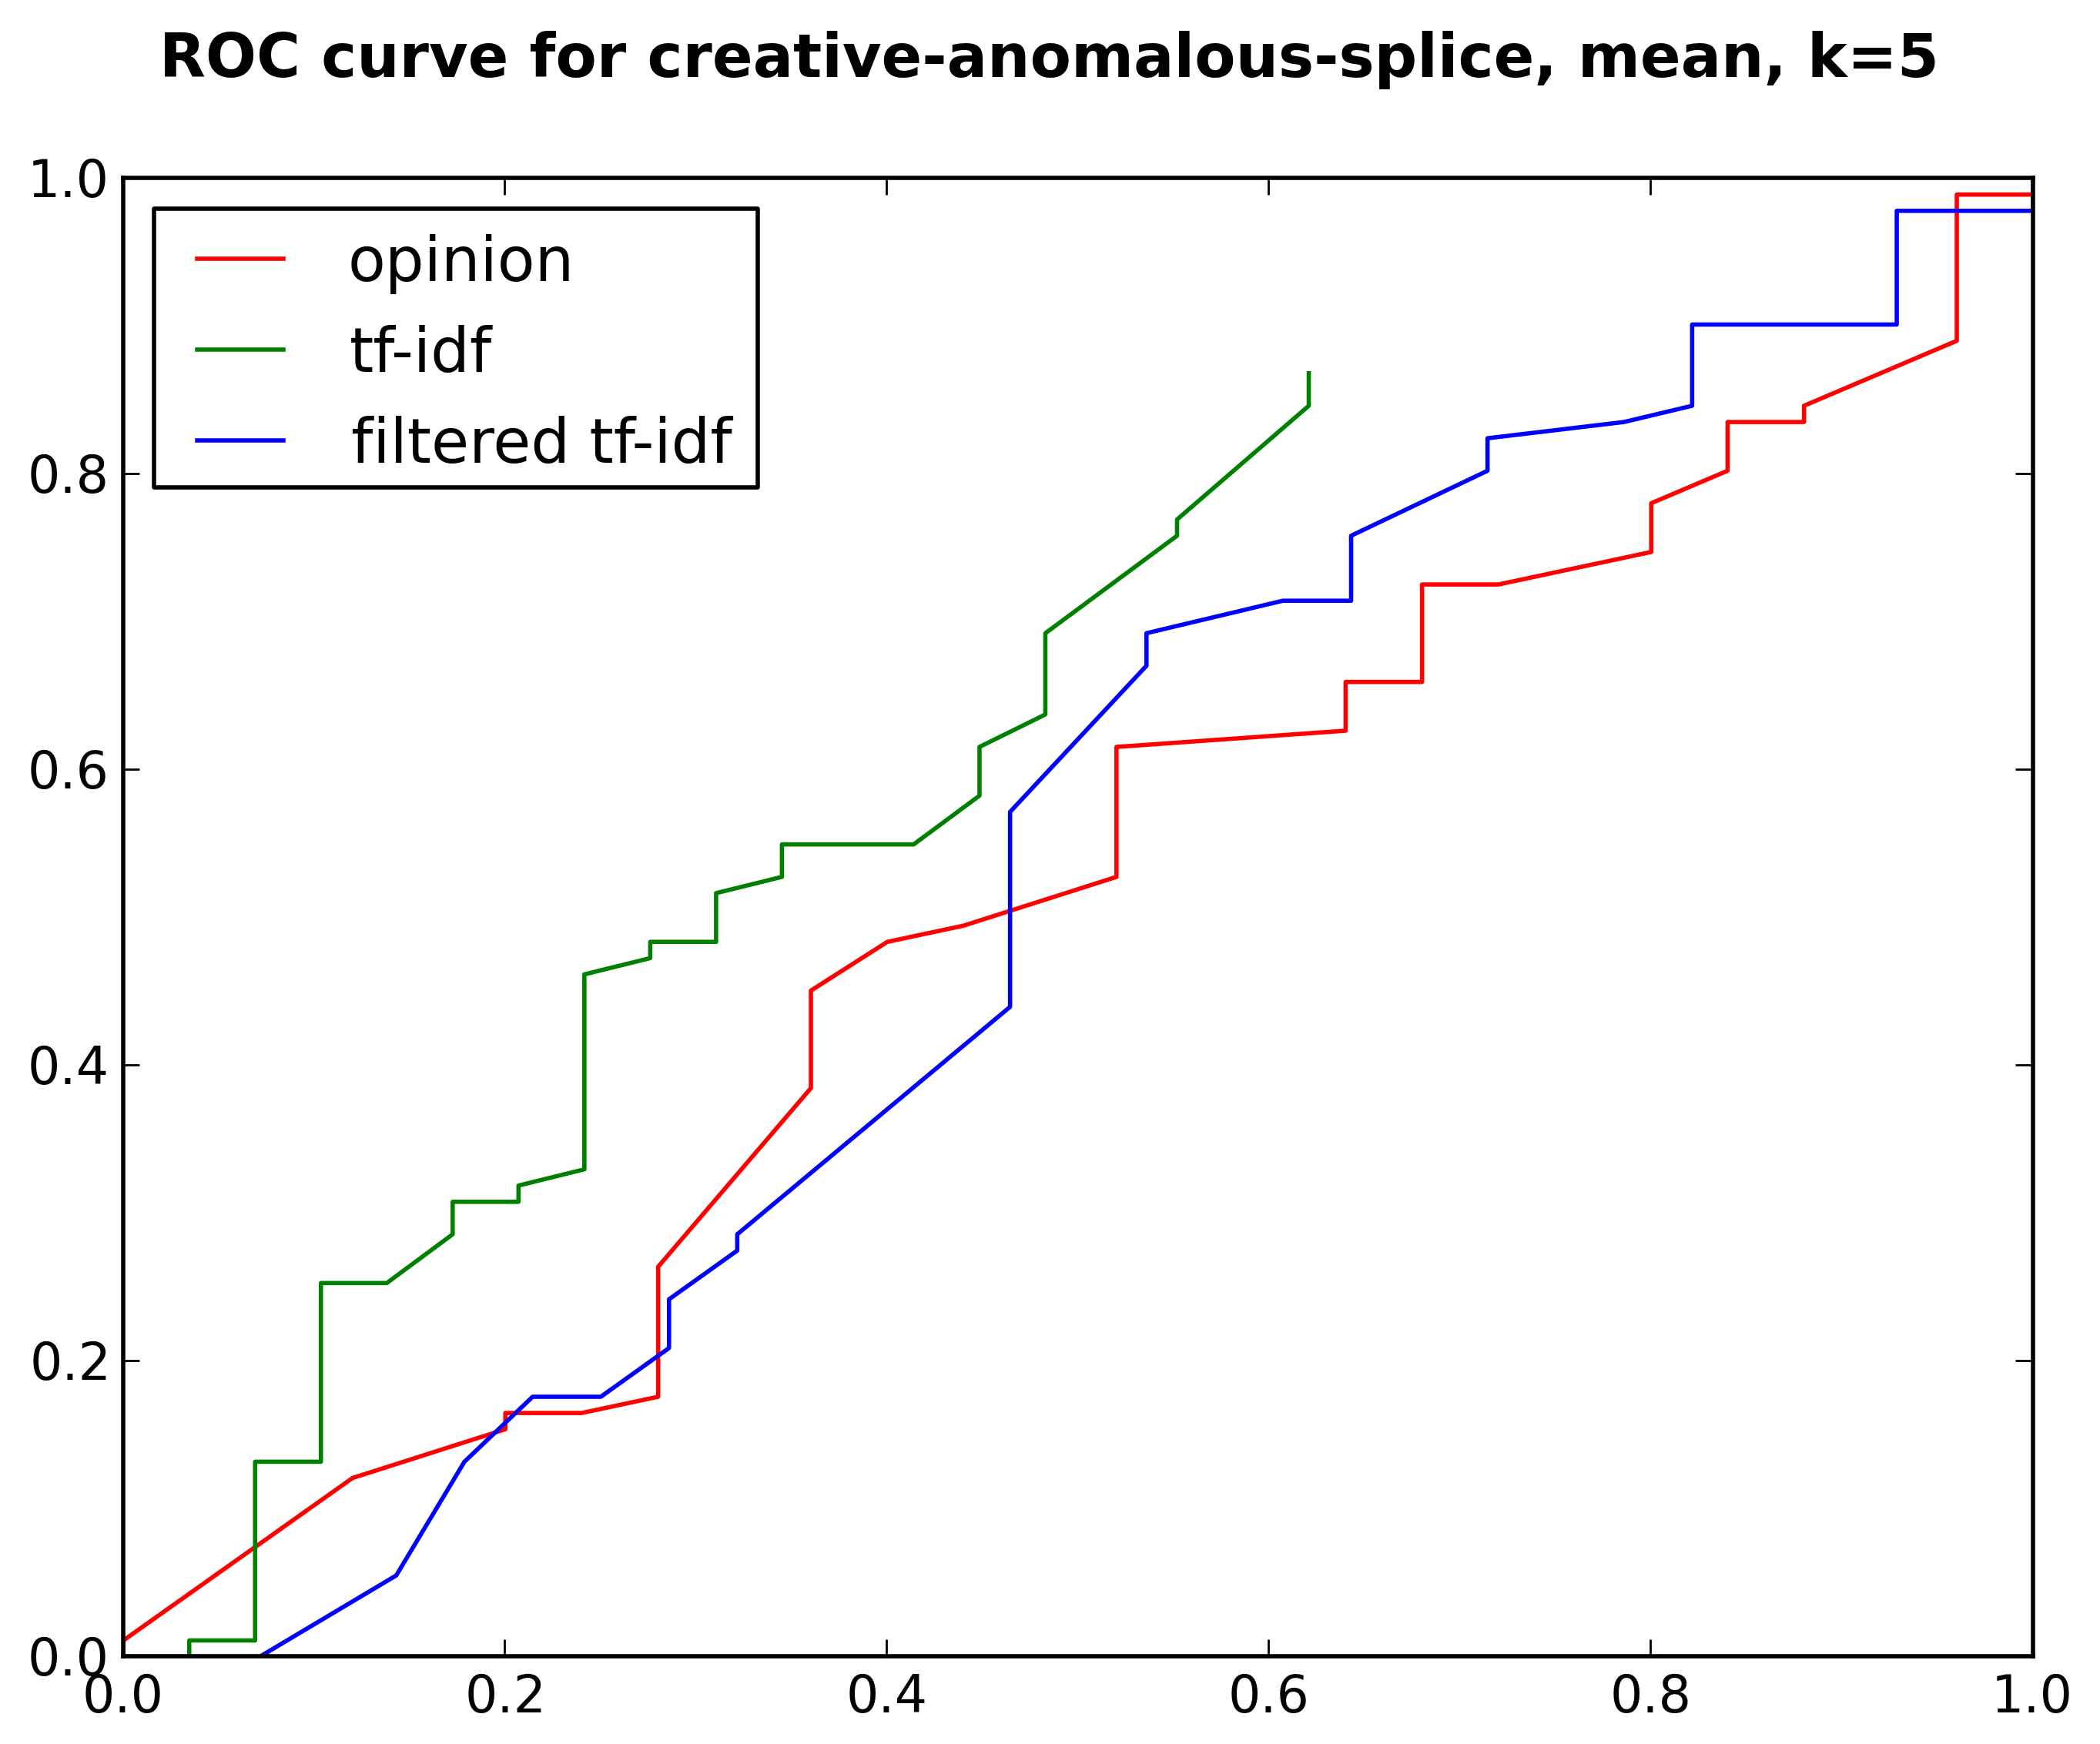 ROC curve for creative-anomalous-splice, mean, k=5
1.0
opinion
tf-idf
filtered tf-idf
0.8
0.6
0.4
0.2
0.0
0.0 0.2 0.4 0.6 0.8 1.0